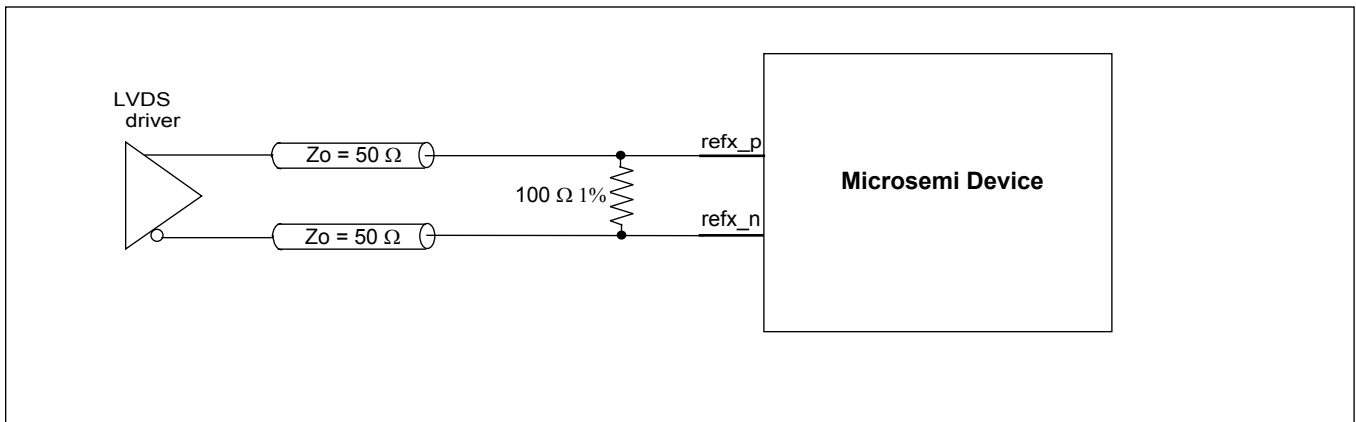 LVDS
driver
Zo = 50 Ω
refx_p
100 Ω 1%
Microsemi Device
refx_n
Zo = 50 Ω